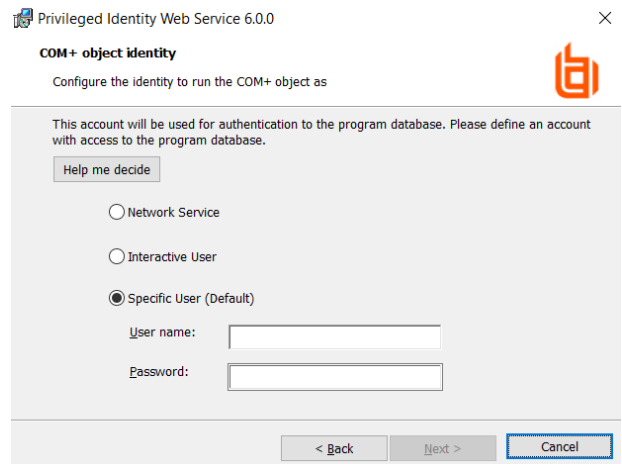 Privileged Identity Web Service 6.0.0
COM+ object identity
Configure the identity to run the COM+ object as
This account will be used for authentication to the program database. Please define an account
with access to the program database.
Help me decide
Network Service
Interactive User
Specific User (Default)
User name:
Password:
< Back
Next >
Cancel